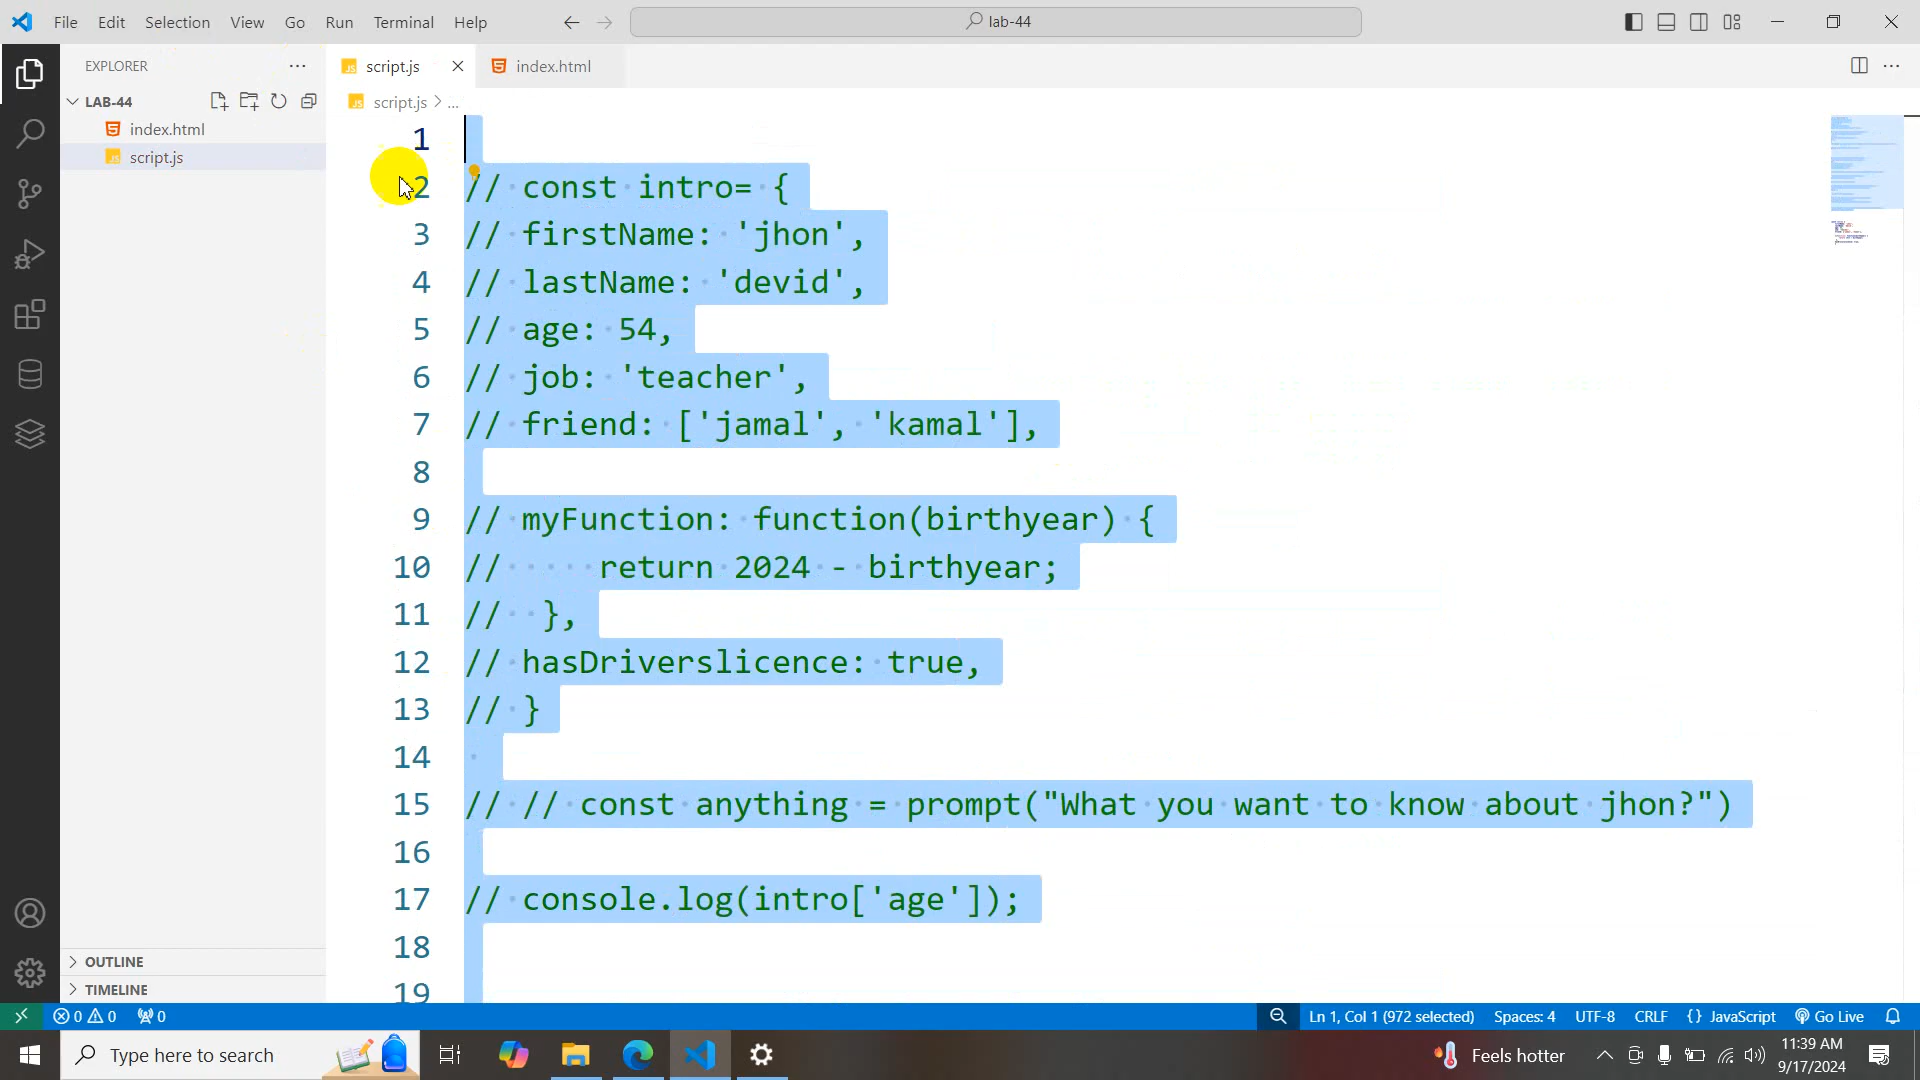 File Edit Selection View Go Run Terminal Help
lab-44
EXPLORER
script.js
index.html
LAB-44
index.html
script.js
script.js > ...
1
2 // const intro= {
3 // firstName: 'jhon',
4 // lastName: 'devid',
5 // age: 54,
6 // job: 'teacher',
7 // friend: ['jamal', 'kamal'],
8
9 // myFunction: function(birthyear) {
10 //     return 2024 - birthyear;
11 //  },
12 // hasDriverslicence: true,
13 // }
14
15 // // const anything = prompt("What you want to know about jhon?")
16
17 // console.log(intro['age']);
18
19
OUTLINE
TIMELINE
0 0 0
Ln 1, Col 1 (972 selected) Spaces: 4 UTF-8 CRLF {} JavaScript Go Live
Type here to search
Feels hotter
11:39 AM
9/17/2024